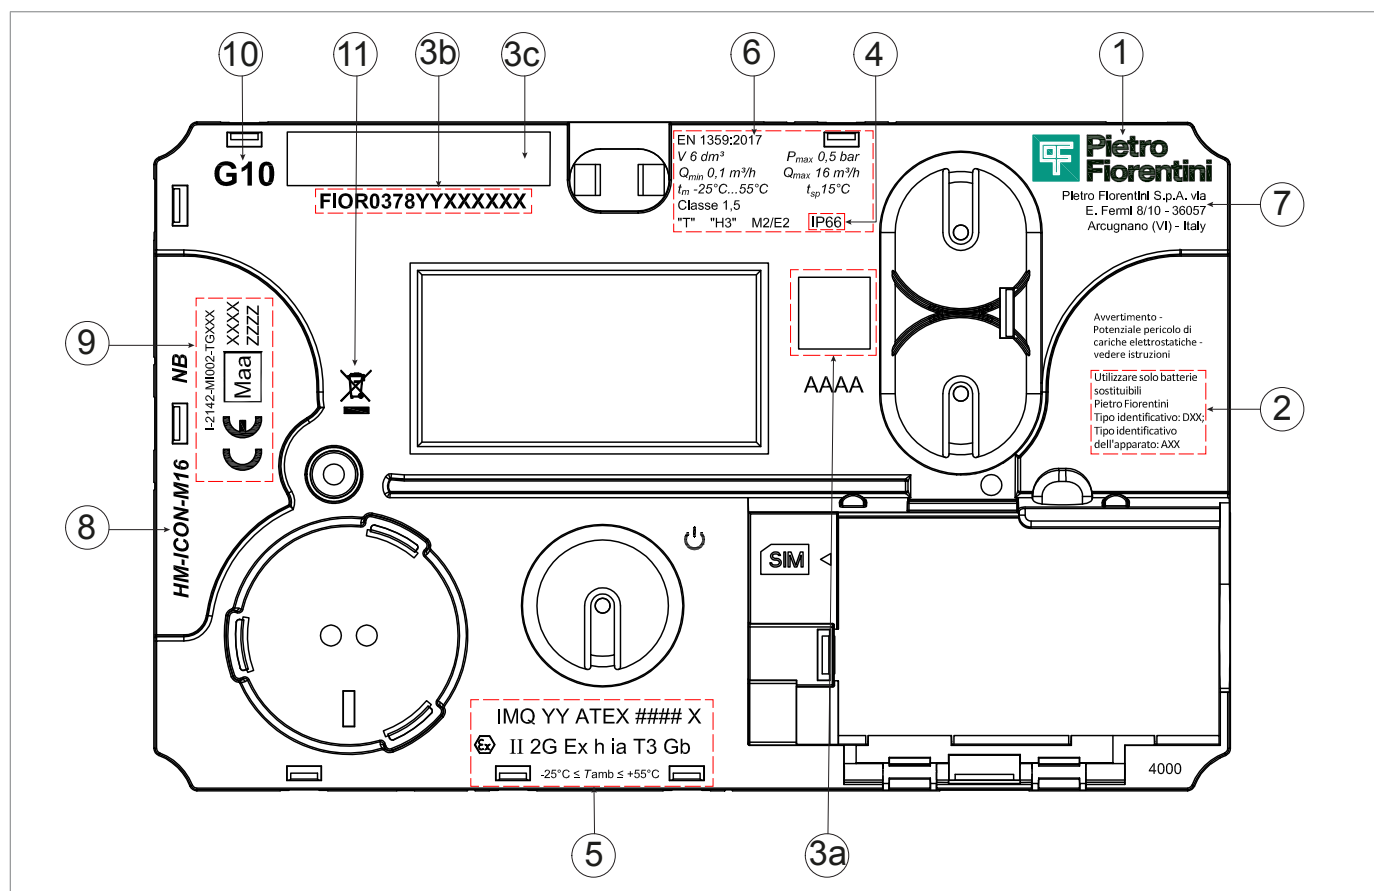 10
11
3b
3c
6
4
1
G10
FIOR0378YYXXXXXX
EN 1359:2017
V 6 dm³ Pmax 0,5 bar
Qmin 0,1 m³/h Qmax 16 m³/h
tm -25°C...55°C tsp15°C
Classe 1,5
"T" "H3" M2/E2 IP66
Pietro
Fiorentini
Pietro Fiorentini S.p.A. via
E. Fermi 8/10 - 36057
Arcugnano (VI) - Italy
7
9
I-2142-MI002-TGXXX
CE Maa XXXX
ZZZZ
HM-ICON-M16 NB
8
AAAA
Avvertimento -
Potenziale pericolo di
cariche elettrostatiche -
vedere istruzioni
Utilizzare solo batterie
sostituibili
Pietro Fiorentini
Tipo identificativo: DXX;
Tipo identificativo
dell'apparato: AXX
2
SIM
IMQ YY ATEX #### X
Ex II 2G Ex h ia T3 Gb
-25°C ≤ Tamb ≤ +55°C
4000
5
3a